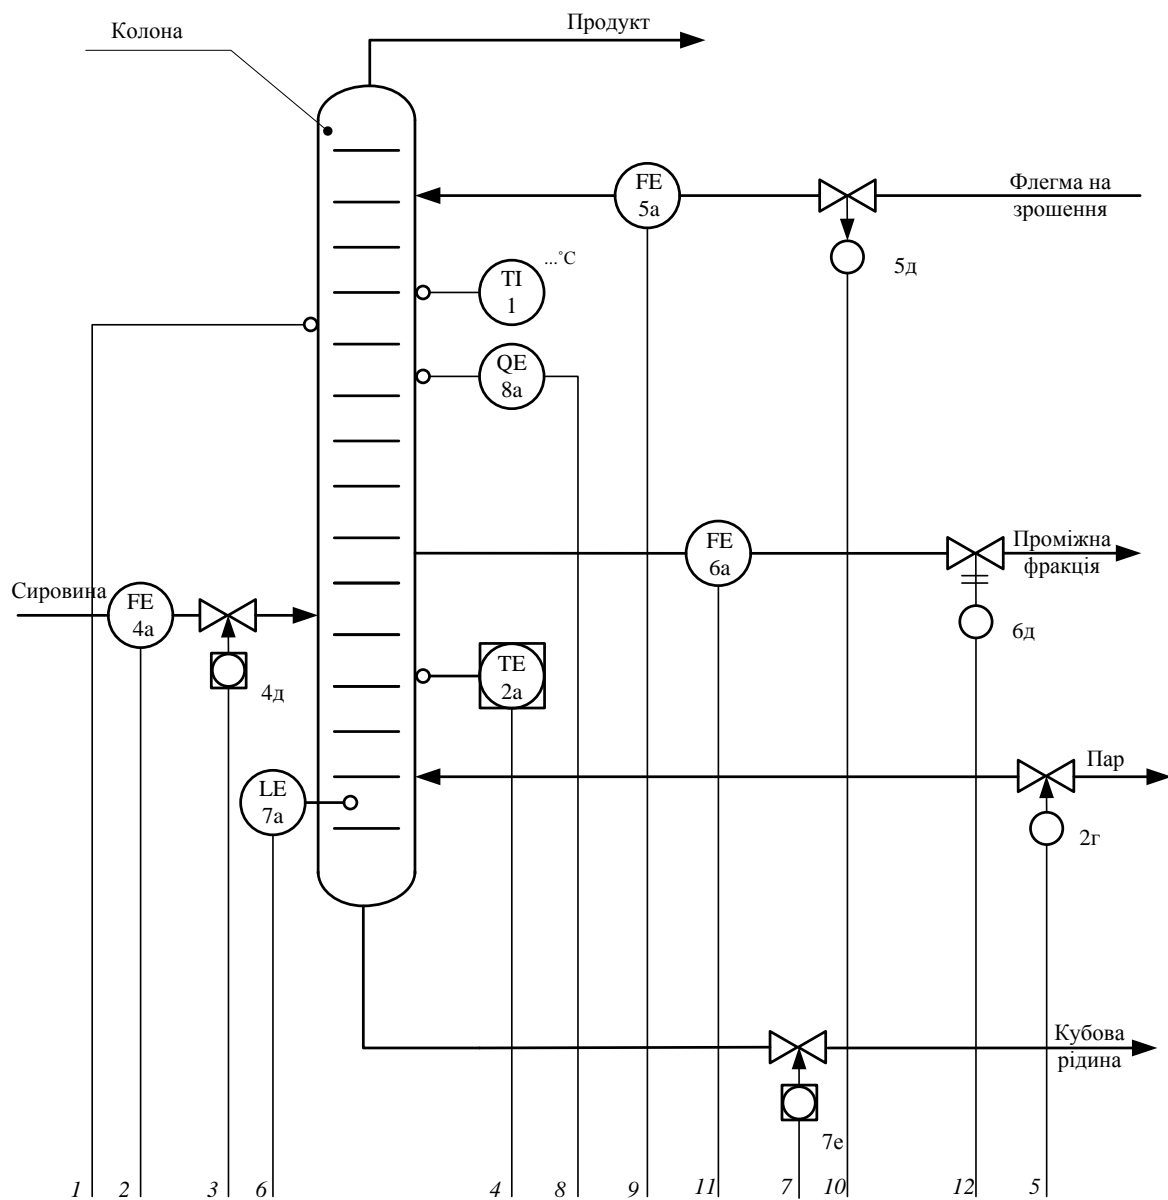 Продукт
Колона
FE
5а
Флегма на
зрошення
5д
TI
1
...°C
QE
8а
FE
6а
Проміжна
фракція
6д
Сировина
FE
4а
4д
TE
2а
Пар
2г
LE
7а
Кубова
рідина
7е
1 2 3 6 4 8 9 11 7 10 12 5